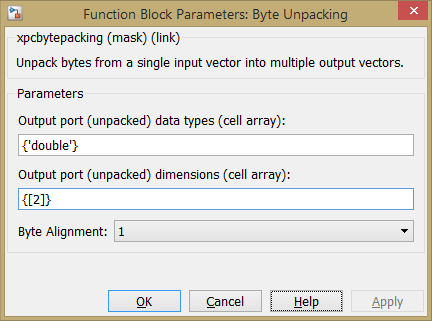 Function Block Parameters: Byte Unpacking
xpcbytepacking (mask) (link)
Unpack bytes from a single input vector into multiple output vectors.
Parameters
Output port (unpacked) data types (cell array):
{'double'}
Output port (unpacked) dimensions (cell array):
{[2]}
Byte Alignment: 1
OK Cancel Help Apply